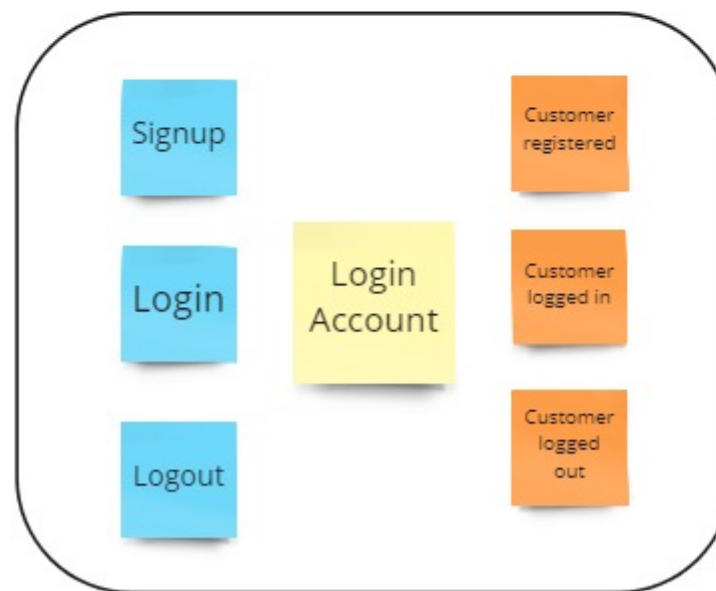 Signup
Login
Logout
Login
Account
Customer
registered
Customer
logged in
Customer
logged
out